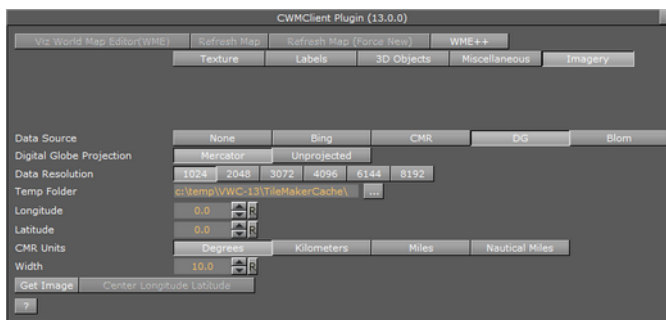 CWMClient Plugin (13.0.0)
Viz World Map Editor(WME) Refresh Map Refresh Map (Force New) WME++
Texture Labels 3D Objects Miscellaneous Imagery
Data Source None Bing CMR DG Blom
Digital Globe Projection Mercator Unprojected
Data Resolution 1024 2048 3072 4096 6144 8192
Temp Folder c:\temp\VWC-13\TileMakerCache\ ...
Longitude 0.0 R
Latitude 0.0 R
CMR Units Degrees Kilometers Miles Nautical Miles
Width 10.0 R
Get Image Center Longitude Latitude
?